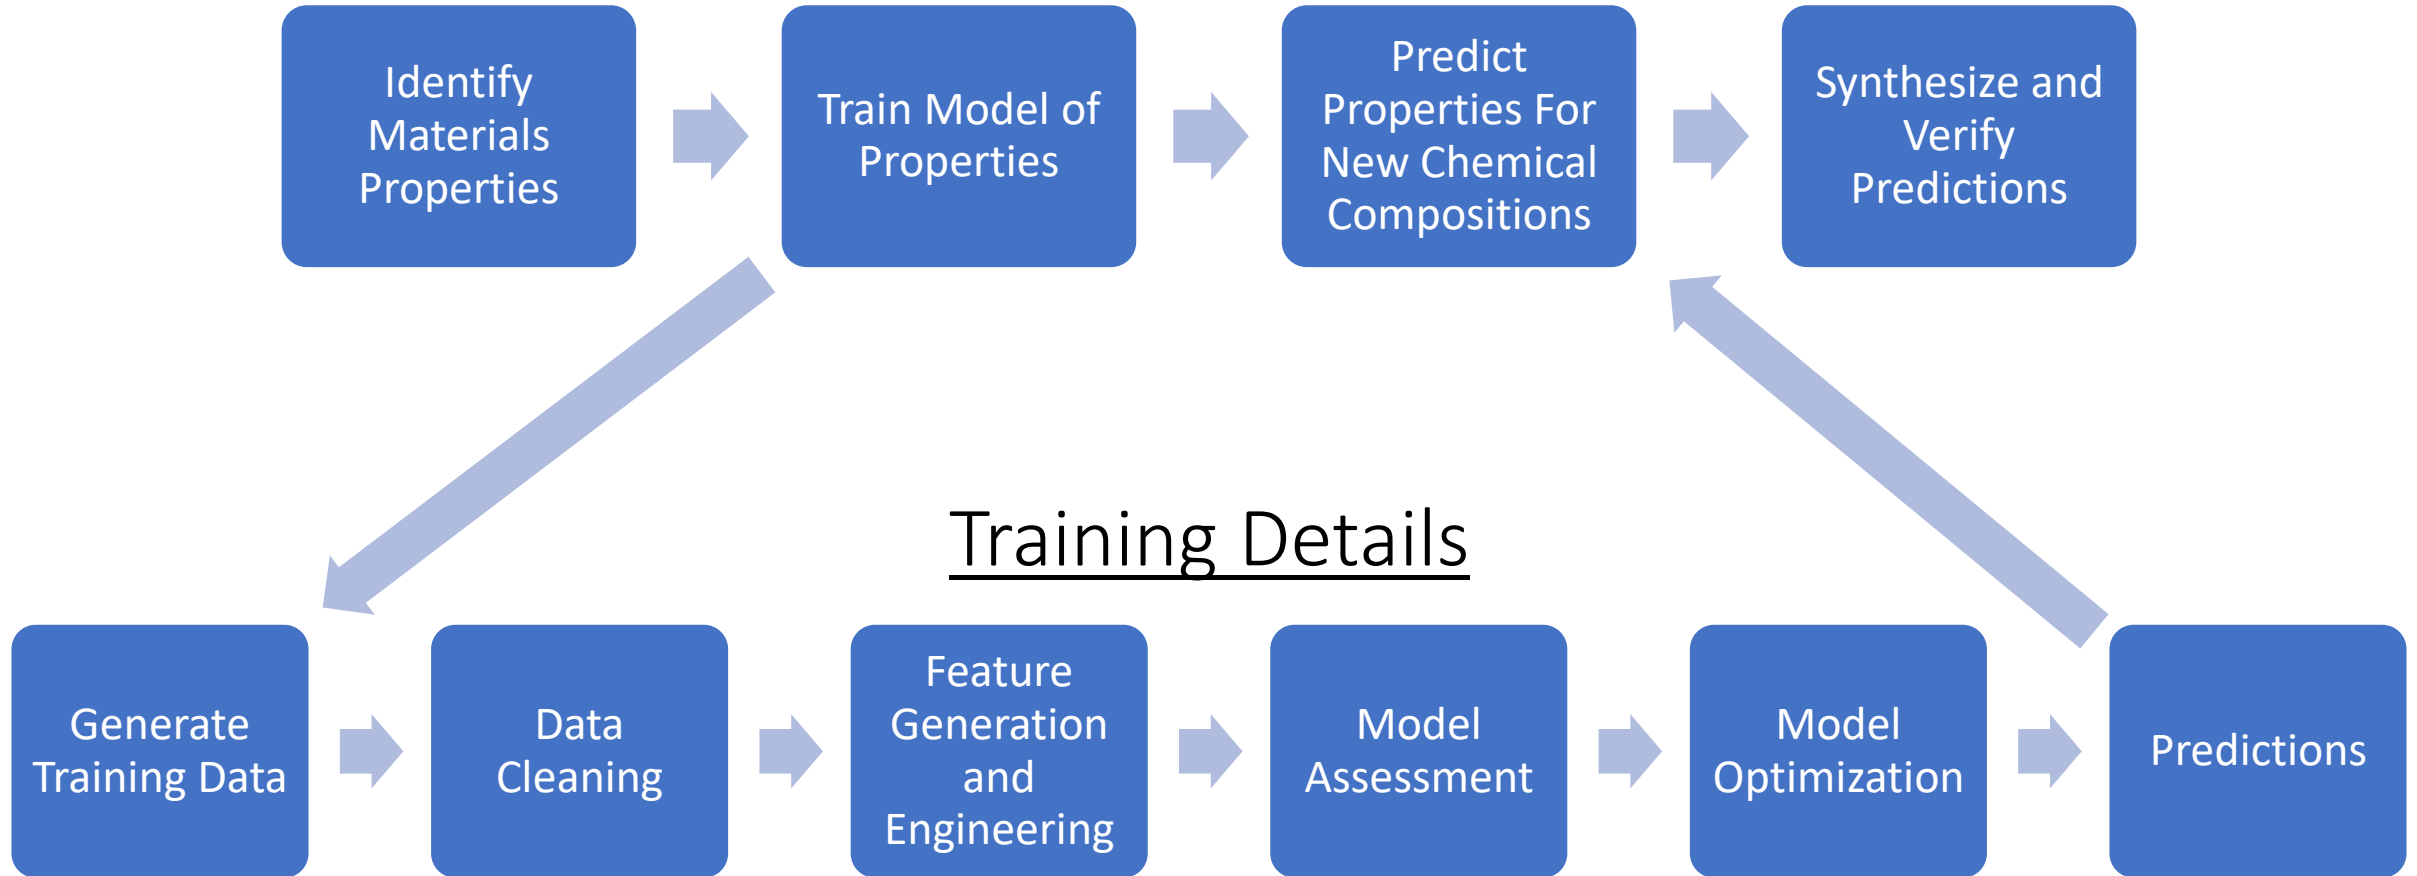 Identify
Materials
Properties
Train Model of
Properties
Predict
Properties For
New Chemical
Compositions
Synthesize and
Verify
Predictions
Training Details
Generate
Training Data
Data
Cleaning
Feature
Generation
and
Engineering
Model
Assessment
Model
Optimization
Predictions